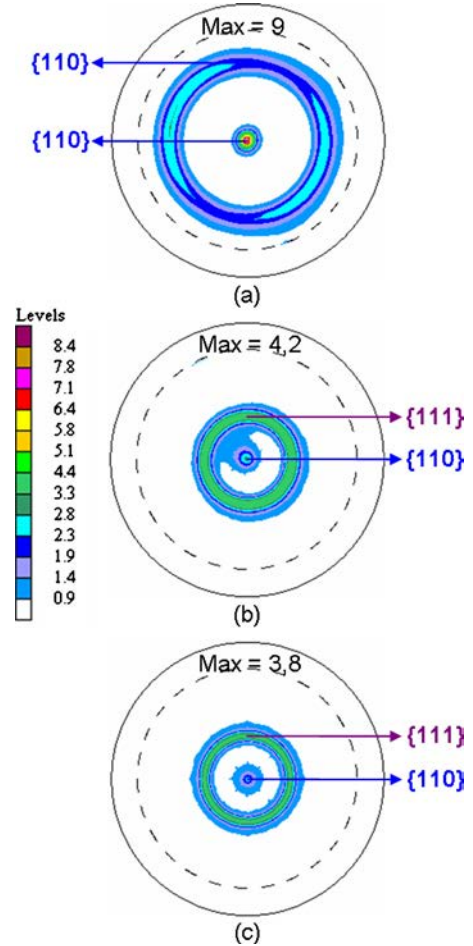 Max = 9
{110}
{110}
(a)
Levels
8.4
7.8
7.1
6.4
5.8
5.1
4.4
3.3
2.8
2.3
1.9
1.4
0.9
Max = 4,2
{111}
{110}
(b)
Max = 3,8
{111}
{110}
(c)